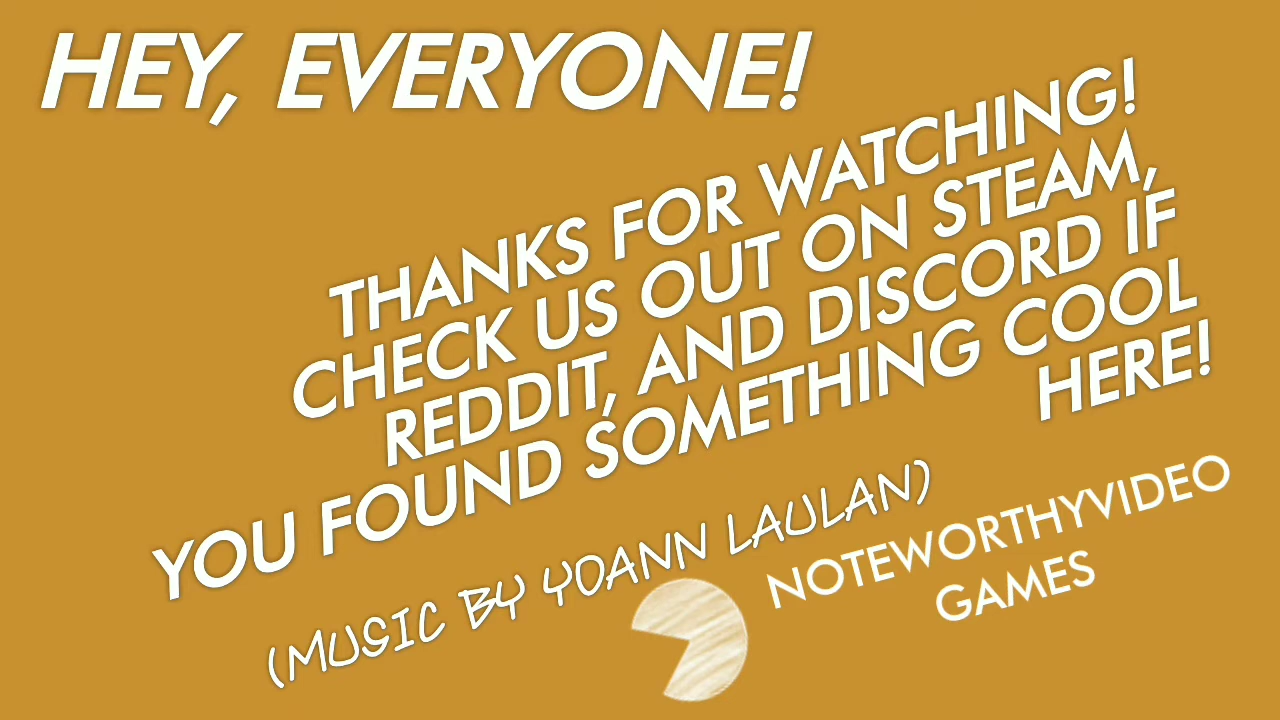 HEY, EVERYONE!
THANKS FOR WATCHING!
CHECK US OUT ON STEAM,
REDDIT, AND DISCORD IF
YOU FOUND SOMETHING COOL
HERE!
(MUSIC BY YOANN LAULAN)
NOTEWORTHYVIDEO
GAMES